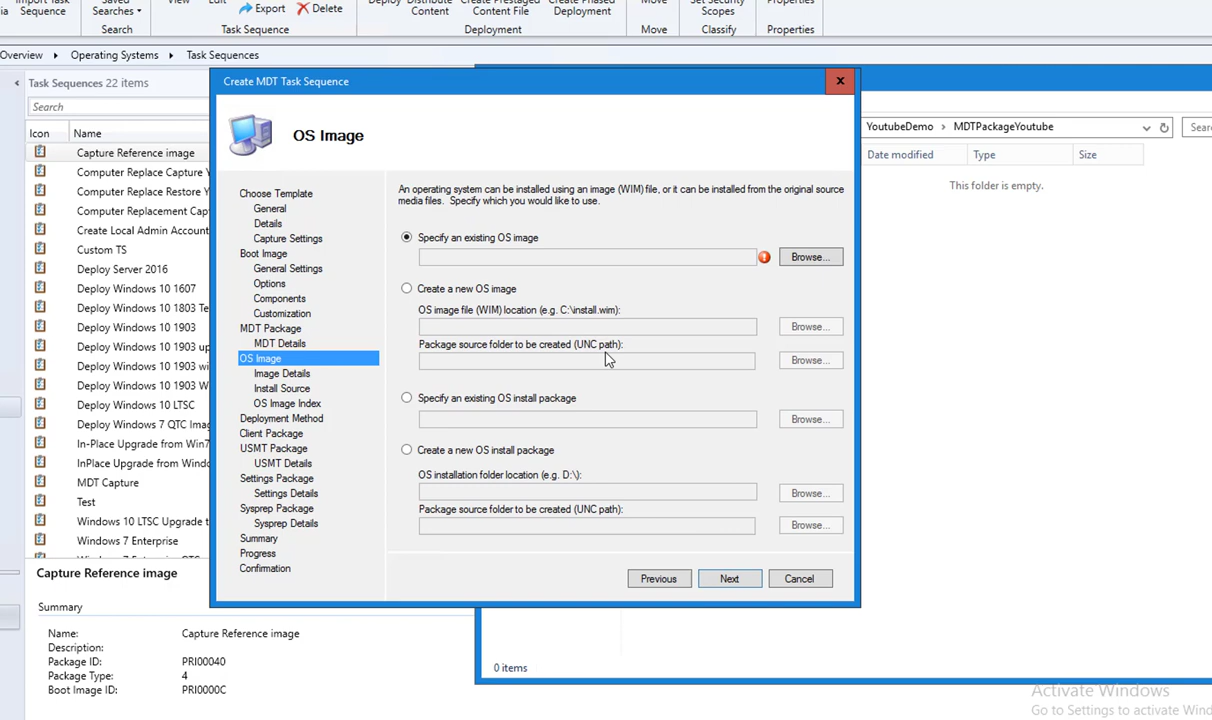 Import Task
Sequence
Saved
Searches
Search
View
Edit
Export
Delete
Task Sequence
Deploy
Distribute
Content
Create Prestaged
Content File
Create Phased
Deployment
Deployment
Move
Move
Set Security
Scopes
Classify
Properties
Properties
Overview
Operating Systems
Task Sequences
Task Sequences 22 items
Search
Icon Name
Capture Reference image
Computer Replace Capture Y
Computer Replace Restore Y
Computer Replacement Cap
Create Local Admin Account
Custom TS
Deploy Server 2016
Deploy Windows 10 1607
Deploy Windows 10 1803 Te
Deploy Windows 10 1903
Deploy Windows 10 1903 up
Deploy Windows 10 1903 wi
Deploy Windows 10 1903 W
Deploy Windows 10 LTSC
Deploy Windows 7 QTC Imag
In-Place Upgrade from Win7
InPlace Upgrade from Windo
MDT Capture
Test
Windows 10 LTSC Upgrade t
Windows 7 Enterprise
Capture Reference image
Summary
Name: Capture Reference image
Description:
Package ID: PRI00040
Package Type: 4
Boot Image ID: PRI0000C
Create MDT Task Sequence
x
OS Image
Choose Template
General
Details
Capture Settings
Boot Image
General Settings
Options
Components
Customization
MDT Package
MDT Details
OS Image
Image Details
Install Source
OS Image Index
Deployment Method
Client Package
USMT Package
USMT Details
Settings Package
Settings Details
Sysprep Package
Sysprep Details
Summary
Progress
Confirmation
An operating system can be installed using an image (WIM) file, or it can be installed from the original source
media files. Specify which you would like to use.
Specify an existing OS image
Browse...
Create a new OS image
OS image file (WIM) location (e.g. C:\install.wim):
Browse...
Package source folder to be created (UNC path):
Browse...
Specify an existing OS install package
Browse...
Create a new OS install package
OS installation folder location (e.g. D:\):
Browse...
Package source folder to be created (UNC path):
Browse...
Previous
Next
Cancel
YoutubeDemo
MDTPackageYoutube
Sear
Date modified
Type
Size
This folder is empty.
0 items
Activate Windows
Go to Settings to activate Wind